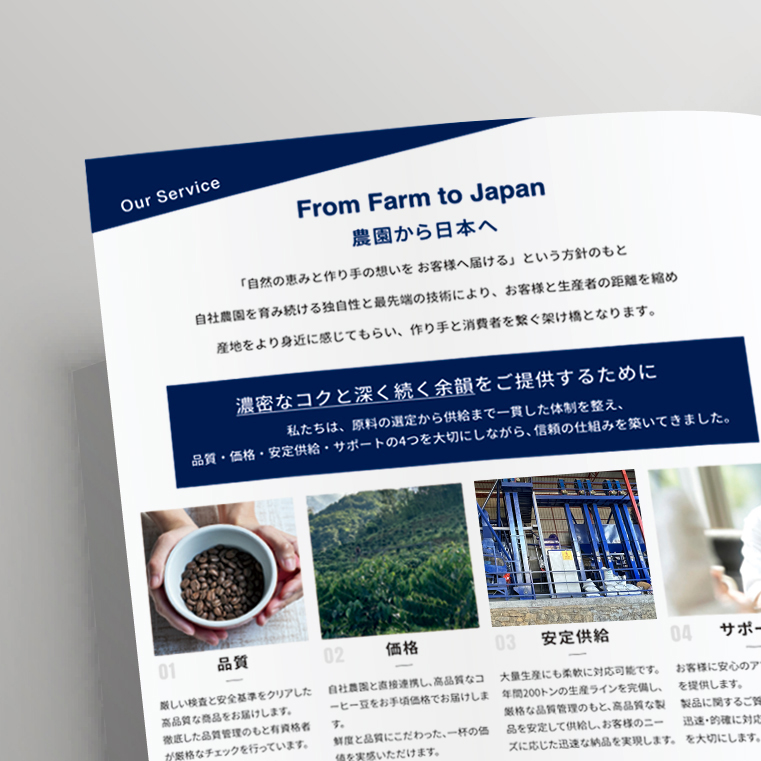 Our Service
From Farm to Japan
農園から日本へ
「自然の恵みと作り手の想いを お客様へ届ける」という方針のもと
自社農園を育み続ける独自性と最先端の技術により、お客様と生産者の距離を縮め
産地をより身近に感じてもらい、作り手と消費者を繋ぐ架け橋となります。
濃密なコクと深く続く余韻をご提供するために
私たちは、原料の選定から供給まで一貫した体制を整え、
品質・価格・安定供給・サポートの4つを大切にしながら、信頼の仕組みを築いてきました。
01 品質
厳しい検査と安全基準をクリアした
高品質な商品をお届けします。
徹底した品質管理のもと有資格者
が厳格なチェックを行っています。
02 価格
自社農園と直接連携し、高品質なコ
ーヒー豆をお手頃価格でお届けしま
す。
鮮度と品質にこだわった、一杯の価
値を実感いただけます。
03 安定供給
大量生産にも柔軟に対応可能です。
年間200トンの生産ラインを完備し、
厳格な品質管理のもと、高品質な製
品を安定して供給し、お客様のニー
ズに応じた迅速な納品を実現します。
04 サポー
お客様に安心のア
を提供します。
製品に関するご質
迅速・的確に対応
を大切にします。